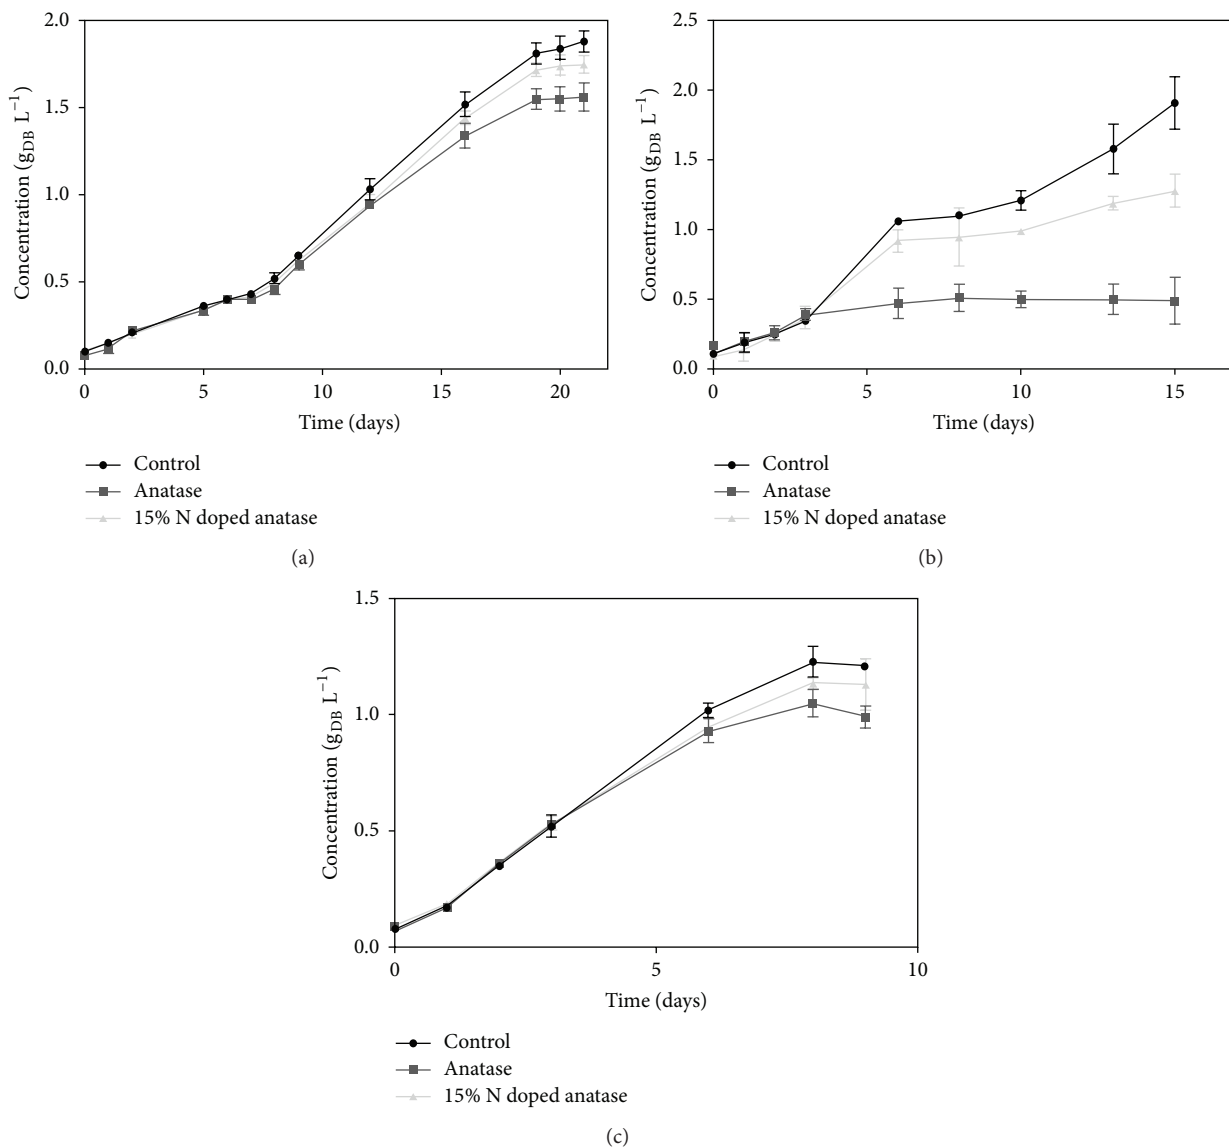 2.0
1.5
1.0
0.5
0.0
Concentration (g_DB L^−1)
0 5 10 15 20
Time (days)
Control
Anatase
15% N doped anatase
(a)
2.5
2.0
1.5
1.0
0.5
0.0
Concentration (g_DB L^−1)
0 5 10 15
Time (days)
Control
Anatase
15% N doped anatase
(b)
1.5
1.0
0.5
0.0
Concentration (g_DB L^−1)
0 5 10
Time (days)
Control
Anatase
15% N doped anatase
(c)